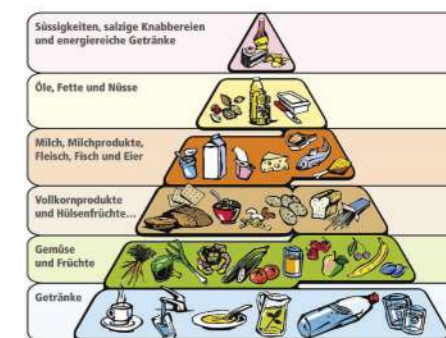 Süssigkeiten, salzige Knabbereien
und energiereiche Getränke
Öle, Fette und Nüsse
Milch, Milchprodukte,
Fleisch, Fisch und Eier
Vollkornprodukte
und Hülsenfrüchte...
Gemüse
und Früchte
Getränke